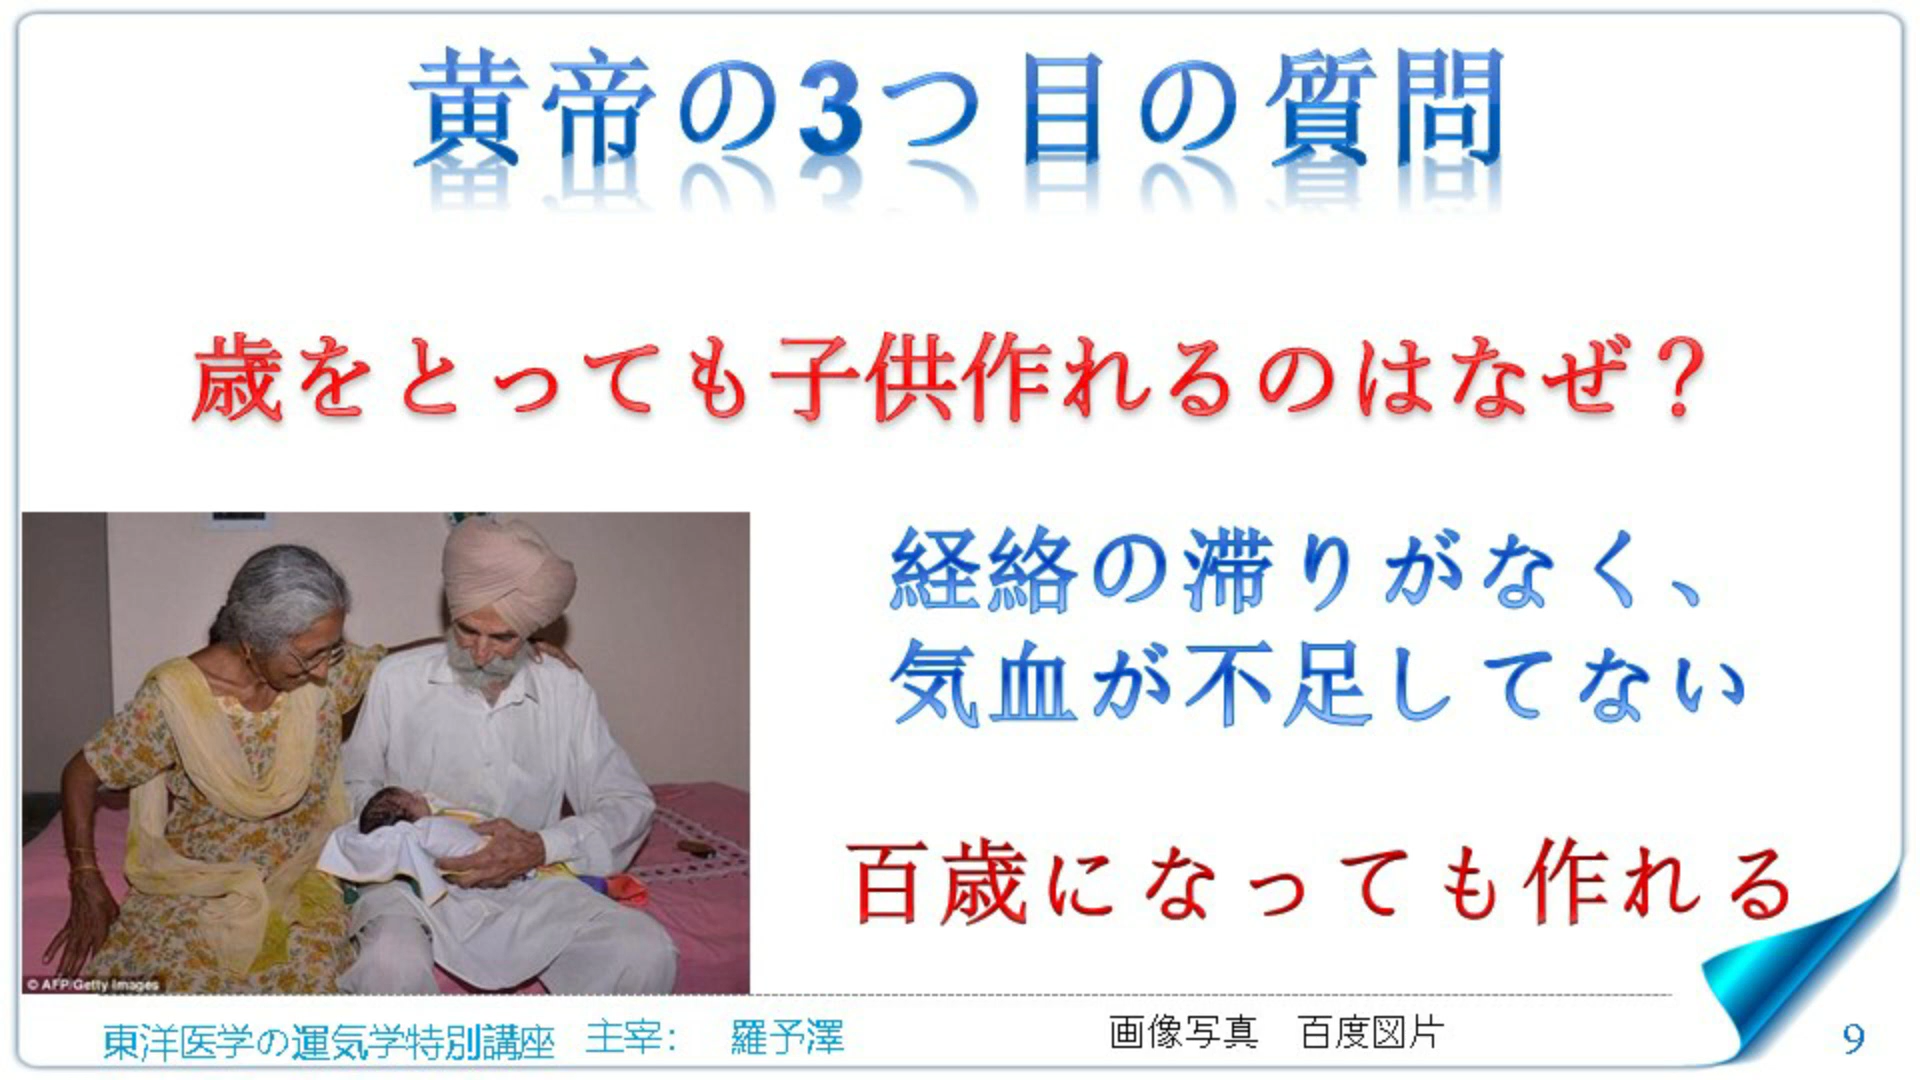 黄帝の3つ目の質問
歳をとっても子供作れるのはなぜ？
経絡の滞りがなく、
気血が不足してない
百歳になっても作れる
© AFP/Getty Images
東洋医学の運気学特別講座 主宰： 羅予澤
画像写真 百度図片
9